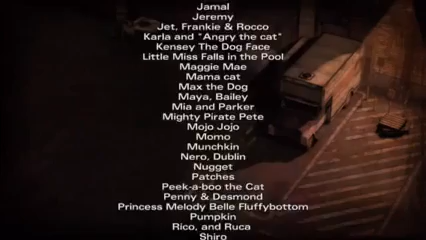 Jamal
Jeremy
Jet, Frankie & Rocco
Karla and "Angry the cat"
Kensey The Dog Face
Little Miss Falls in the Pool
Maggie Mae
Mama cat
Max the Dog
Maya, Bailey
Mia and Parker
Mighty Pirate Pete
Mojo Jojo
Momo
Munchkin
Nero, Dublin
Nugget
Patches
Peek-a-boo the Cat
Penny & Desmond
Princess Melody Belle Fluffybottom
Pumpkin
Rico, and Ruca
Shiro